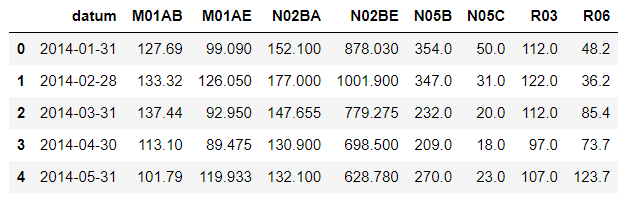 datum M01AB M01AE N02BA N02BE N05B N05C R03 R06
0 2014-01-31 127.69 99.090 152.100 878.030 354.0 50.0 112.0 48.2
1 2014-02-28 133.32 126.050 177.000 1001.900 347.0 31.0 122.0 36.2
2 2014-03-31 137.44 92.950 147.655 779.275 232.0 20.0 112.0 85.4
3 2014-04-30 113.10 89.475 130.900 698.500 209.0 18.0 97.0 73.7
4 2014-05-31 101.79 119.933 132.100 628.780 270.0 23.0 107.0 123.7